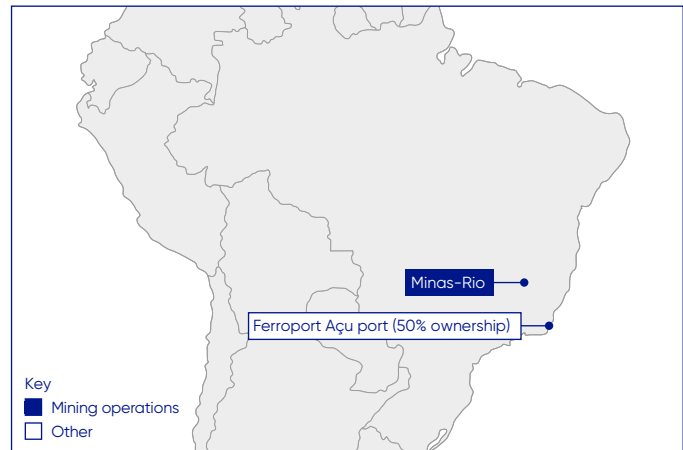 Minas-Rio
Ferroport Açu port (50% ownership)
Key
Mining operations
Other